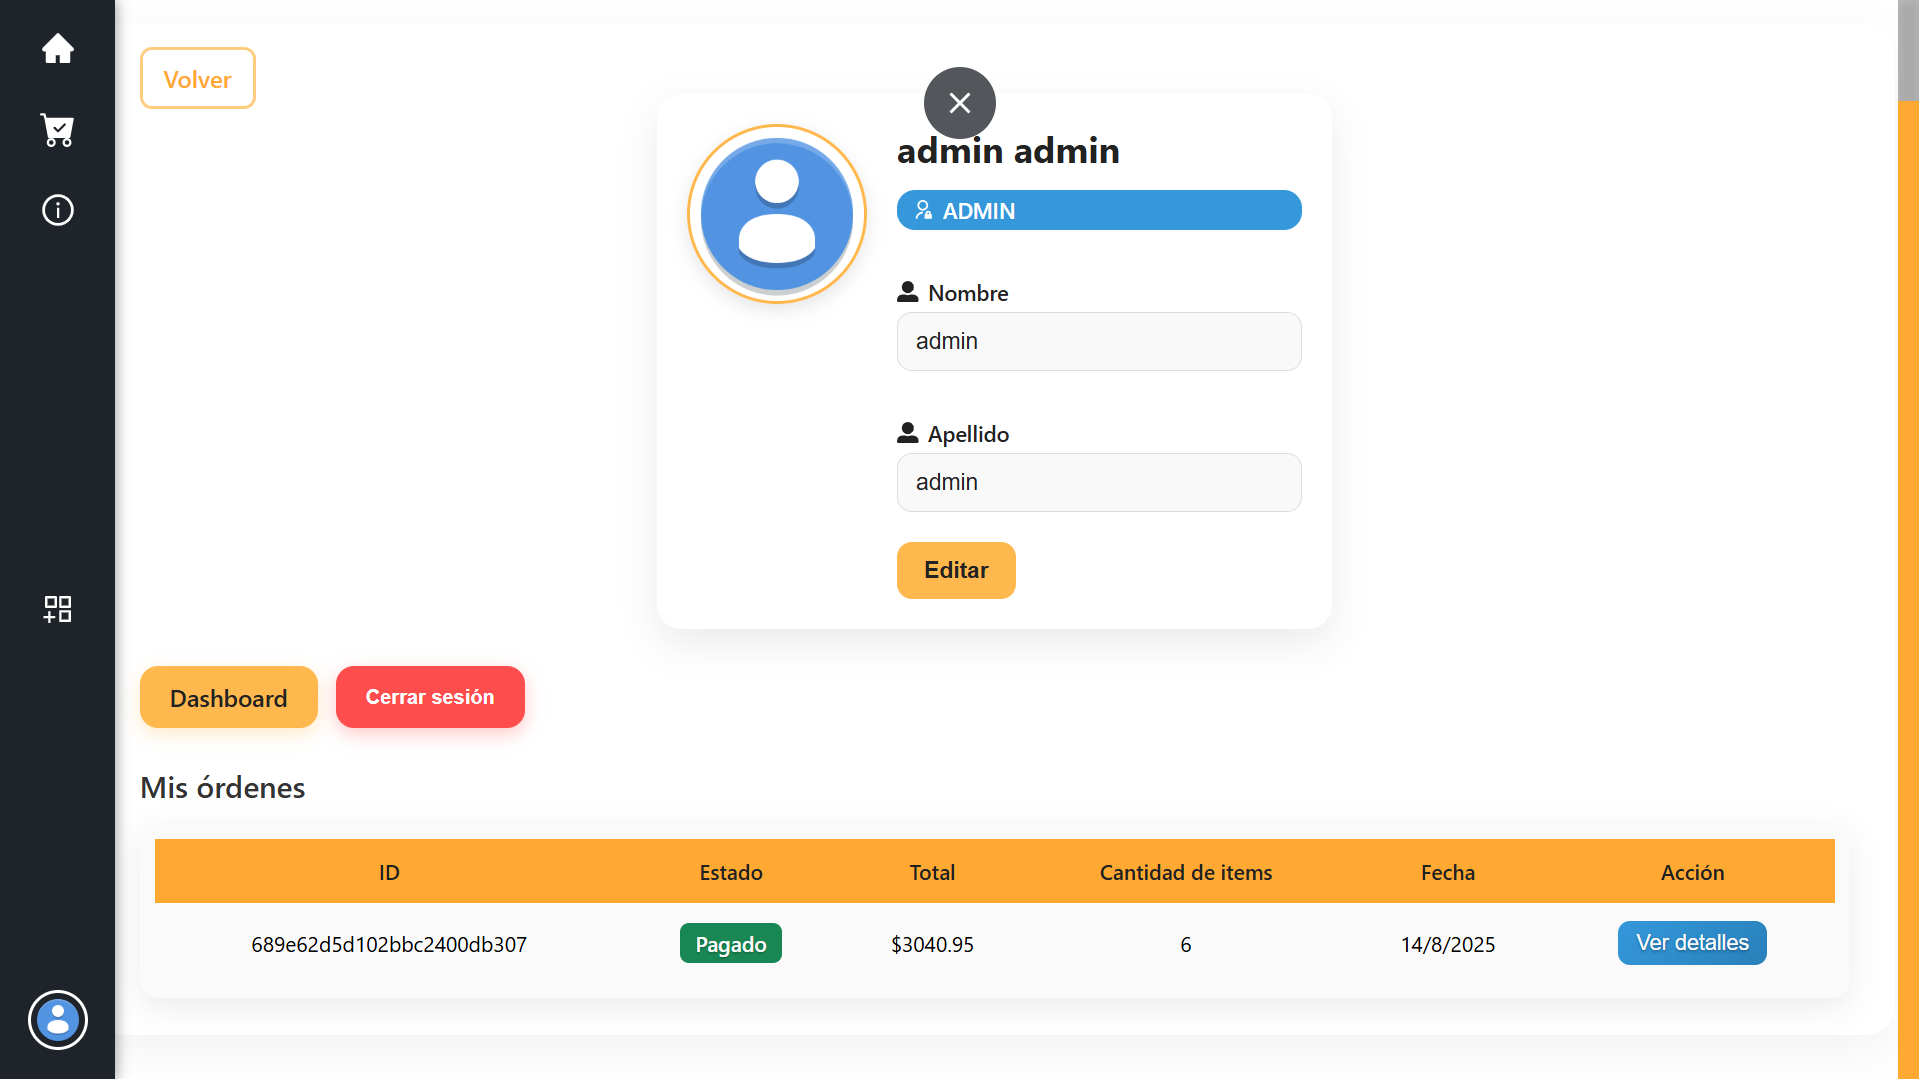 Volver
admin admin
ADMIN
Nombre
admin
Apellido
admin
Editar
Dashboard
Cerrar sesión
Mis órdenes
ID Estado Total Cantidad de items Fecha Acción
689e62d5d102bbc2400db307 Pagado $3040.95 6 14/8/2025 Ver detalles